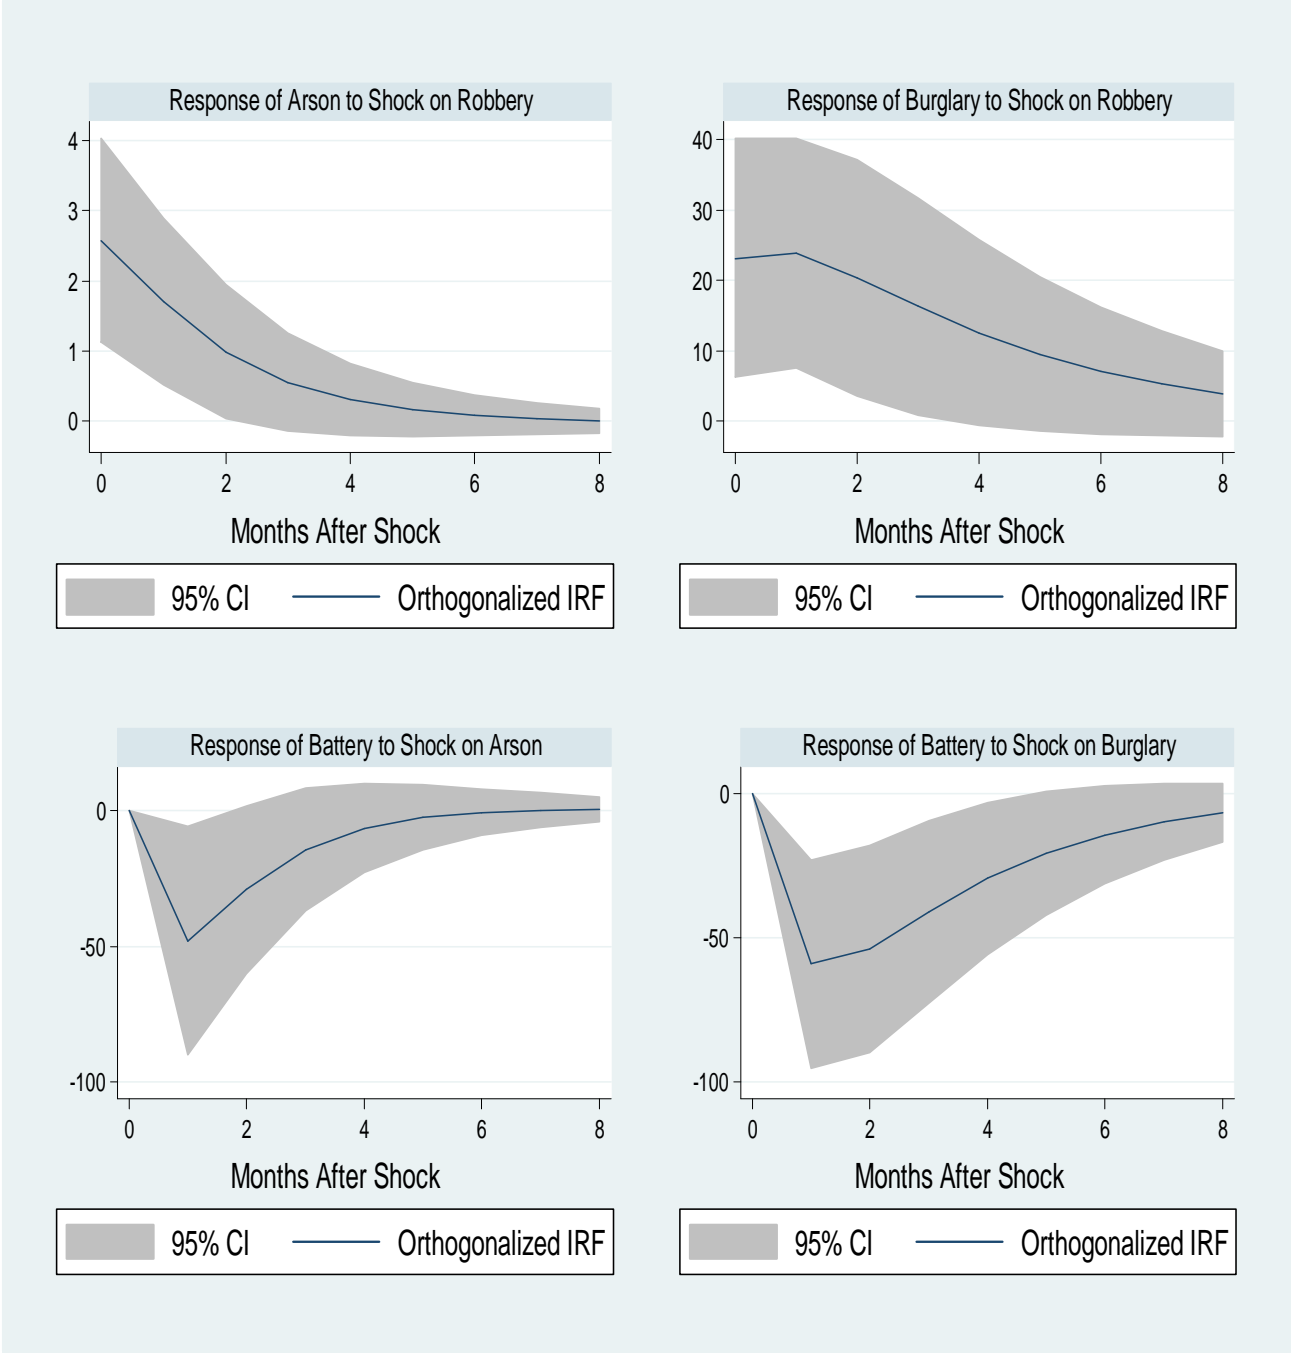 Response of Arson to Shock on Robbery
4
3
2
1
0
0 2 4 6 8
Months After Shock
95% CI Orthogonalized IRF
Response of Burglary to Shock on Robbery
40
30
20
10
0
0 2 4 6 8
Months After Shock
95% CI Orthogonalized IRF
Response of Battery to Shock on Arson
0
-50
-100
0 2 4 6 8
Months After Shock
95% CI Orthogonalized IRF
Response of Battery to Shock on Burglary
0
-50
-100
0 2 4 6 8
Months After Shock
95% CI Orthogonalized IRF